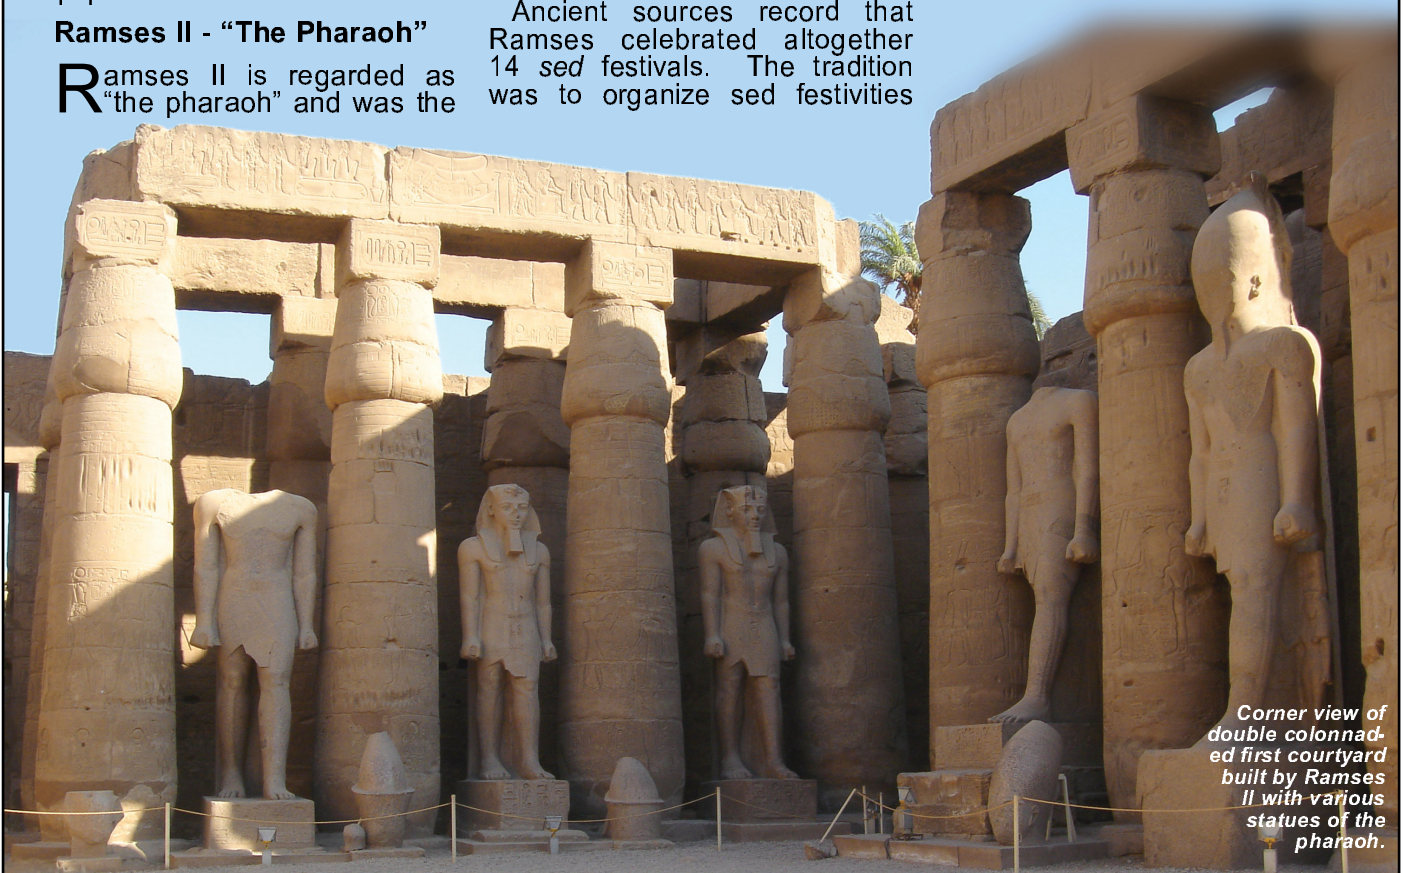 Ramses II - “The Pharaoh”
Ramses II is regarded as
“the pharaoh” and was the
Ancient sources record that
Ramses celebrated altogether
14 sed festivals. The tradition
was to organize sed festivities
Corner view of
double colonnad-
ed first courtyard
built by Ramses
II with various
statues of the
pharaoh.